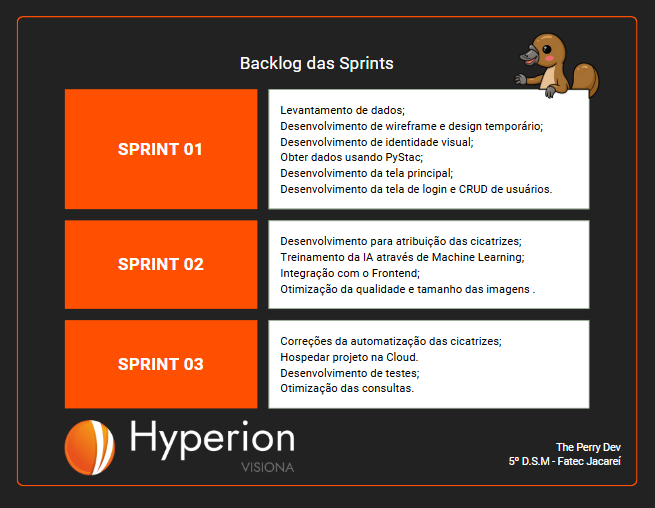 Backlog das Sprints
SPRINT 01
Levantamento de dados;
Desenvolvimento de wireframe e design temporário;
Desenvolvimento de identidade visual;
Obter dados usando PyStac;
Desenvolvimento da tela principal;
Desenvolvimento da tela de login e CRUD de usuários.
SPRINT 02
Desenvolvimento para atribuição das cicatrizes;
Treinamento da IA através de Machine Learning;
Integração com o Frontend;
Otimização da qualidade e tamanho das imagens .
SPRINT 03
Correções da automatização das cicatrizes;
Hospedar projeto na Cloud.
Desenvolvimento de testes;
Otimização das consultas.
Hyperion
VISIONA
The Perry Dev
5º D.S.M - Fatec Jacareí